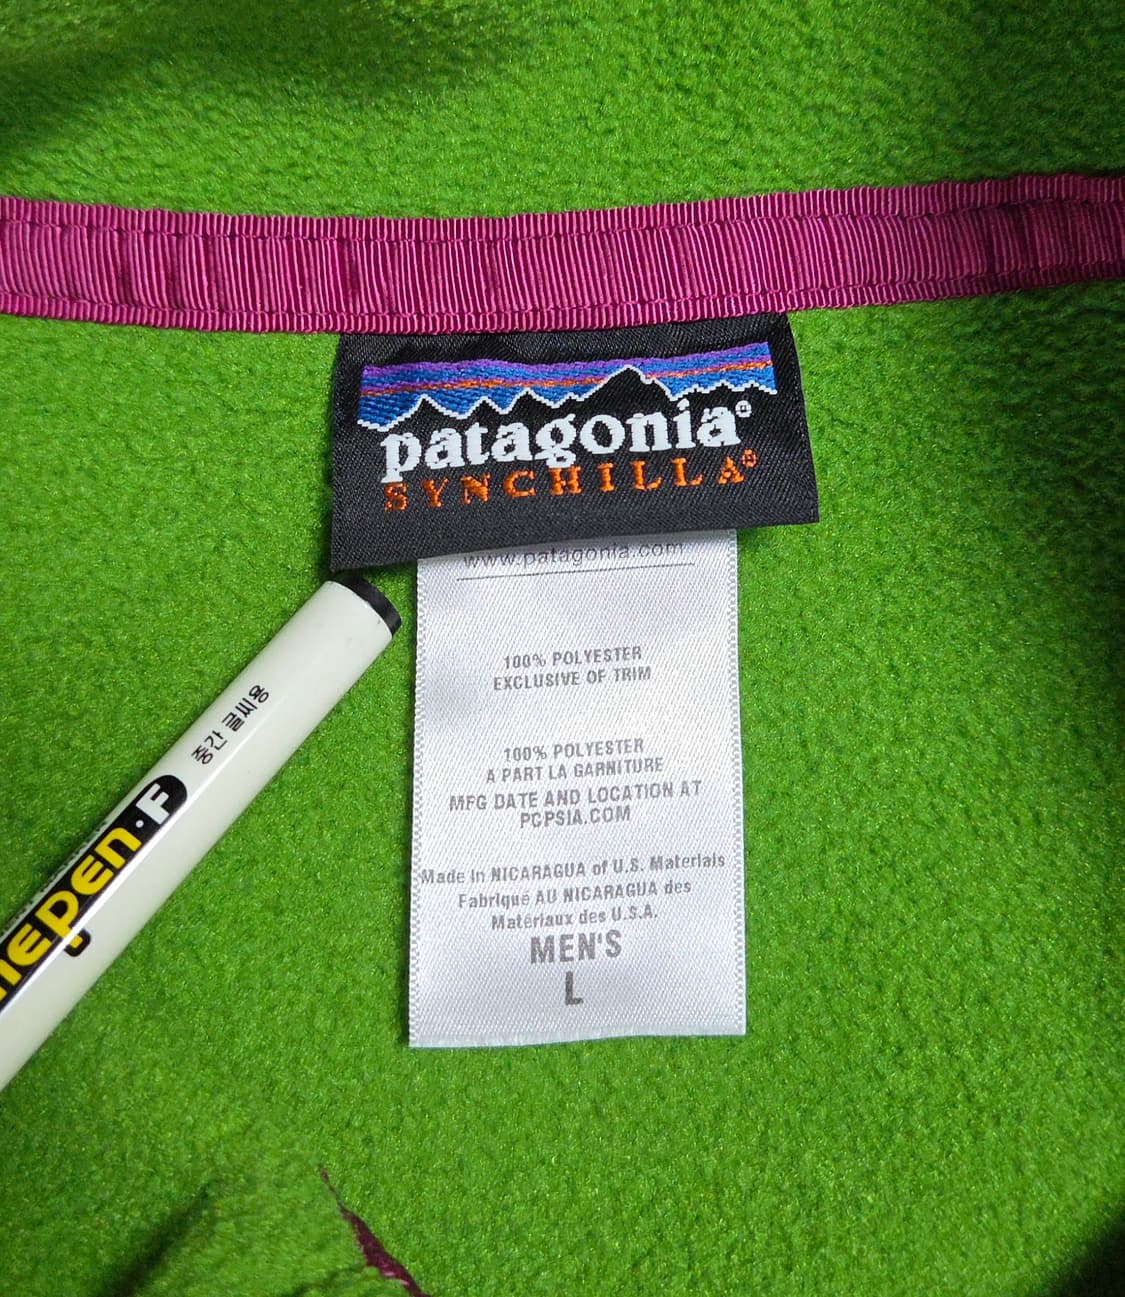 patagonia®
SYNCHILLA®
www.patagonia.com
100% POLYESTER
EXCLUSIVE OF TRIM
100% POLYESTER
A PART LA GARNITURE
MFG DATE AND LOCATION AT
PCPSIA.COM
Made in NICARAGUA of U.S. Materials
Fabriqué AU NICARAGUA des
Matériaux des U.S.A.
MEN'S
L
중간 글씨용
iepen·F